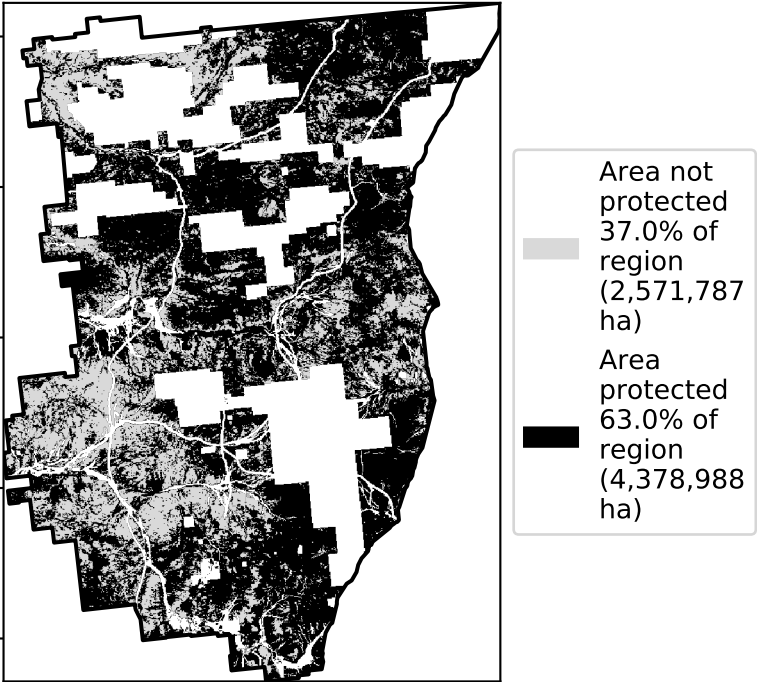 Area not
protected
37.0% of
region
(2,571,787
ha)
Area
protected
63.0% of
region
(4,378,988
ha)